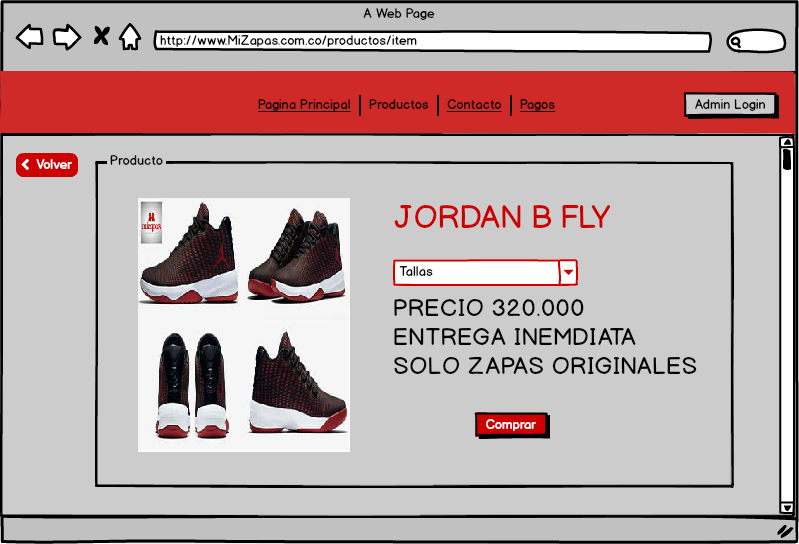 A Web Page
http://www.MiZapas.com.co/productos/item
Pagina Principal Productos Contacto Pagos
Admin Login
Volver
Producto
JORDAN B FLY
Tallas
PRECIO 320.000
ENTREGA INEMDIATA
SOLO ZAPAS ORIGINALES
Comprar